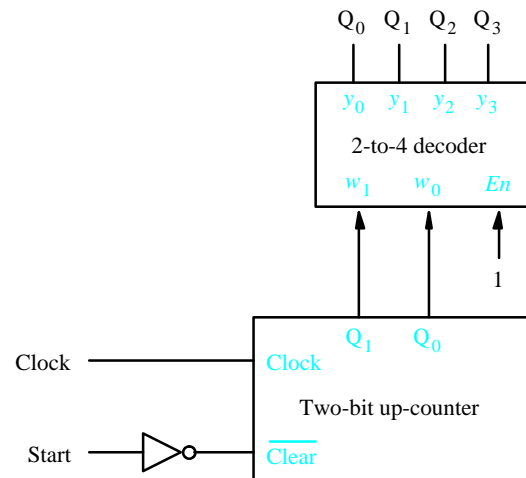 Q₀ Q₁ Q₂ Q₃
y₀ y₁ y₂ y₃
2-to-4 decoder
w₁ w₀ En
1
Q₁ Q₀
Clock Clock
Two-bit up-counter
Start C̅l̅e̅a̅r̅